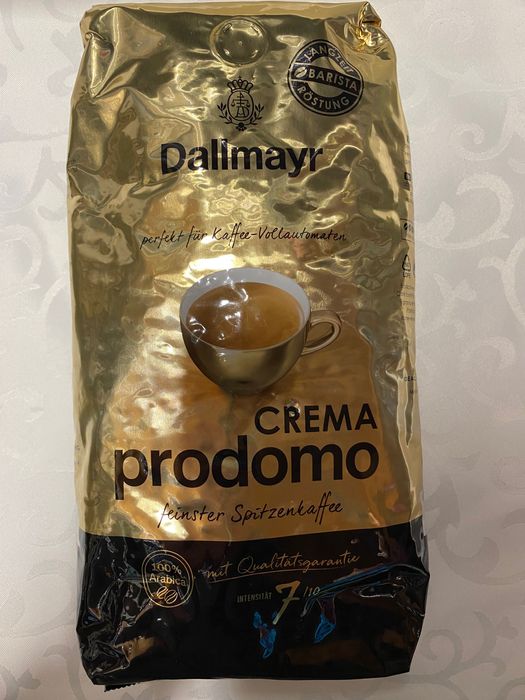 LANGZEIT
BARISTA
RÖSTUNG
Dallmayr
perfekt für Kaffee-Vollautomaten
CREMA
prodomo
feinster Spitzenkaffee
100%
Arabica
mit Qualitätsgarantie
INTENSITÄT 7/10